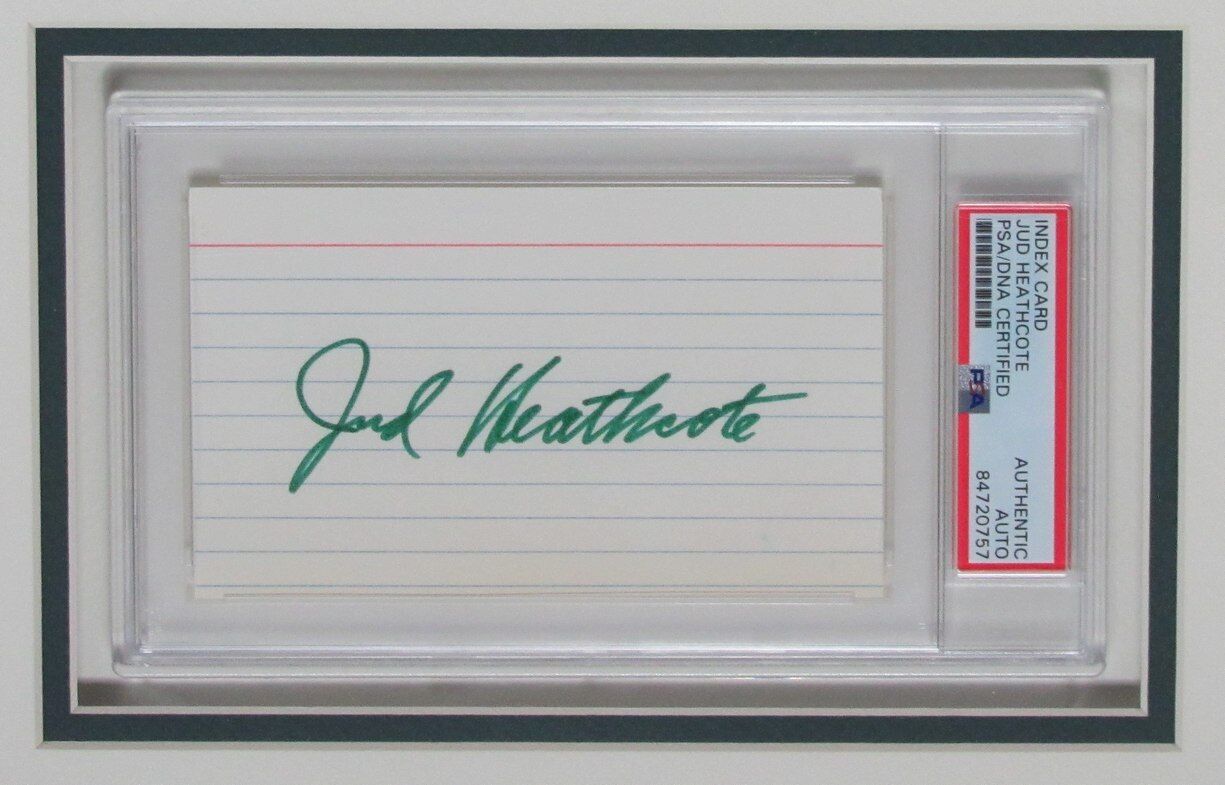 Jud Heathcote
INDEX CARD
JUD HEATHCOTE
PSA/DNA CERTIFIED
PSA
AUTHENTIC
AUTO
84720757